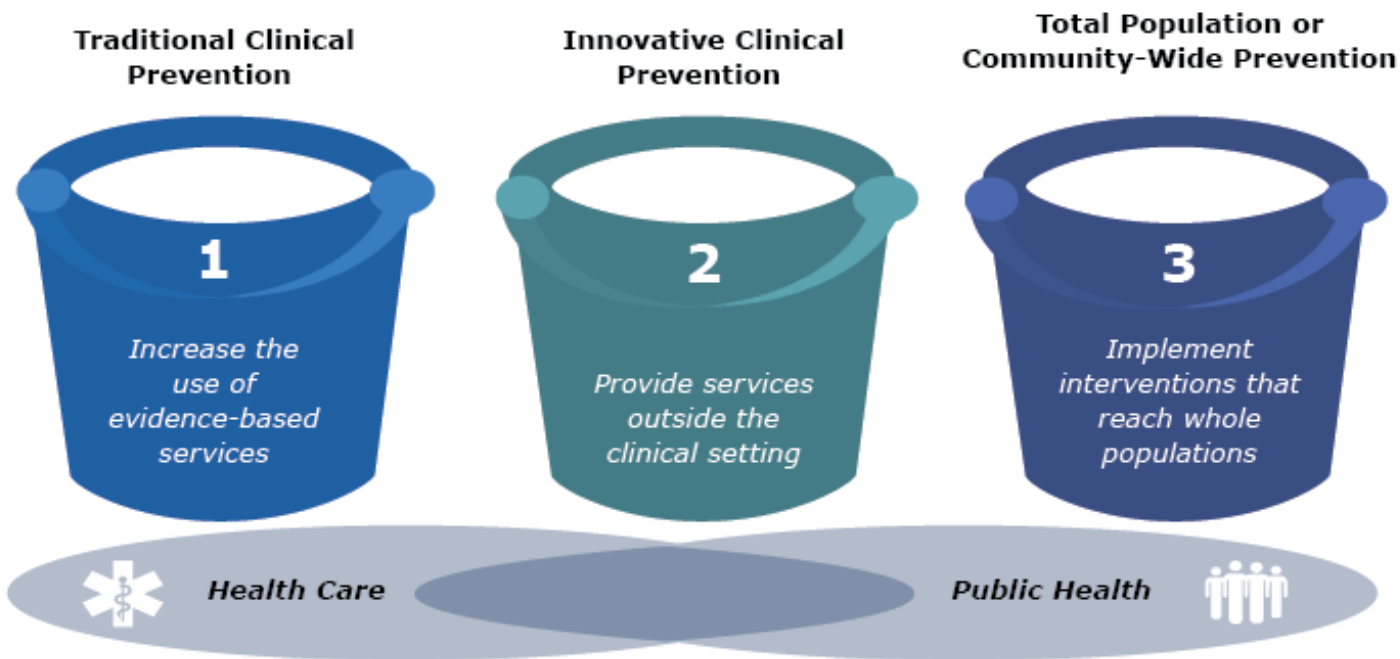 Traditional Clinical
Prevention
Innovative Clinical
Prevention
Total Population or
Community-Wide Prevention
1
Increase the
use of
evidence-based
services
2
Provide services
outside the
clinical setting
3
Implement
interventions that
reach whole
populations
Health Care
Public Health